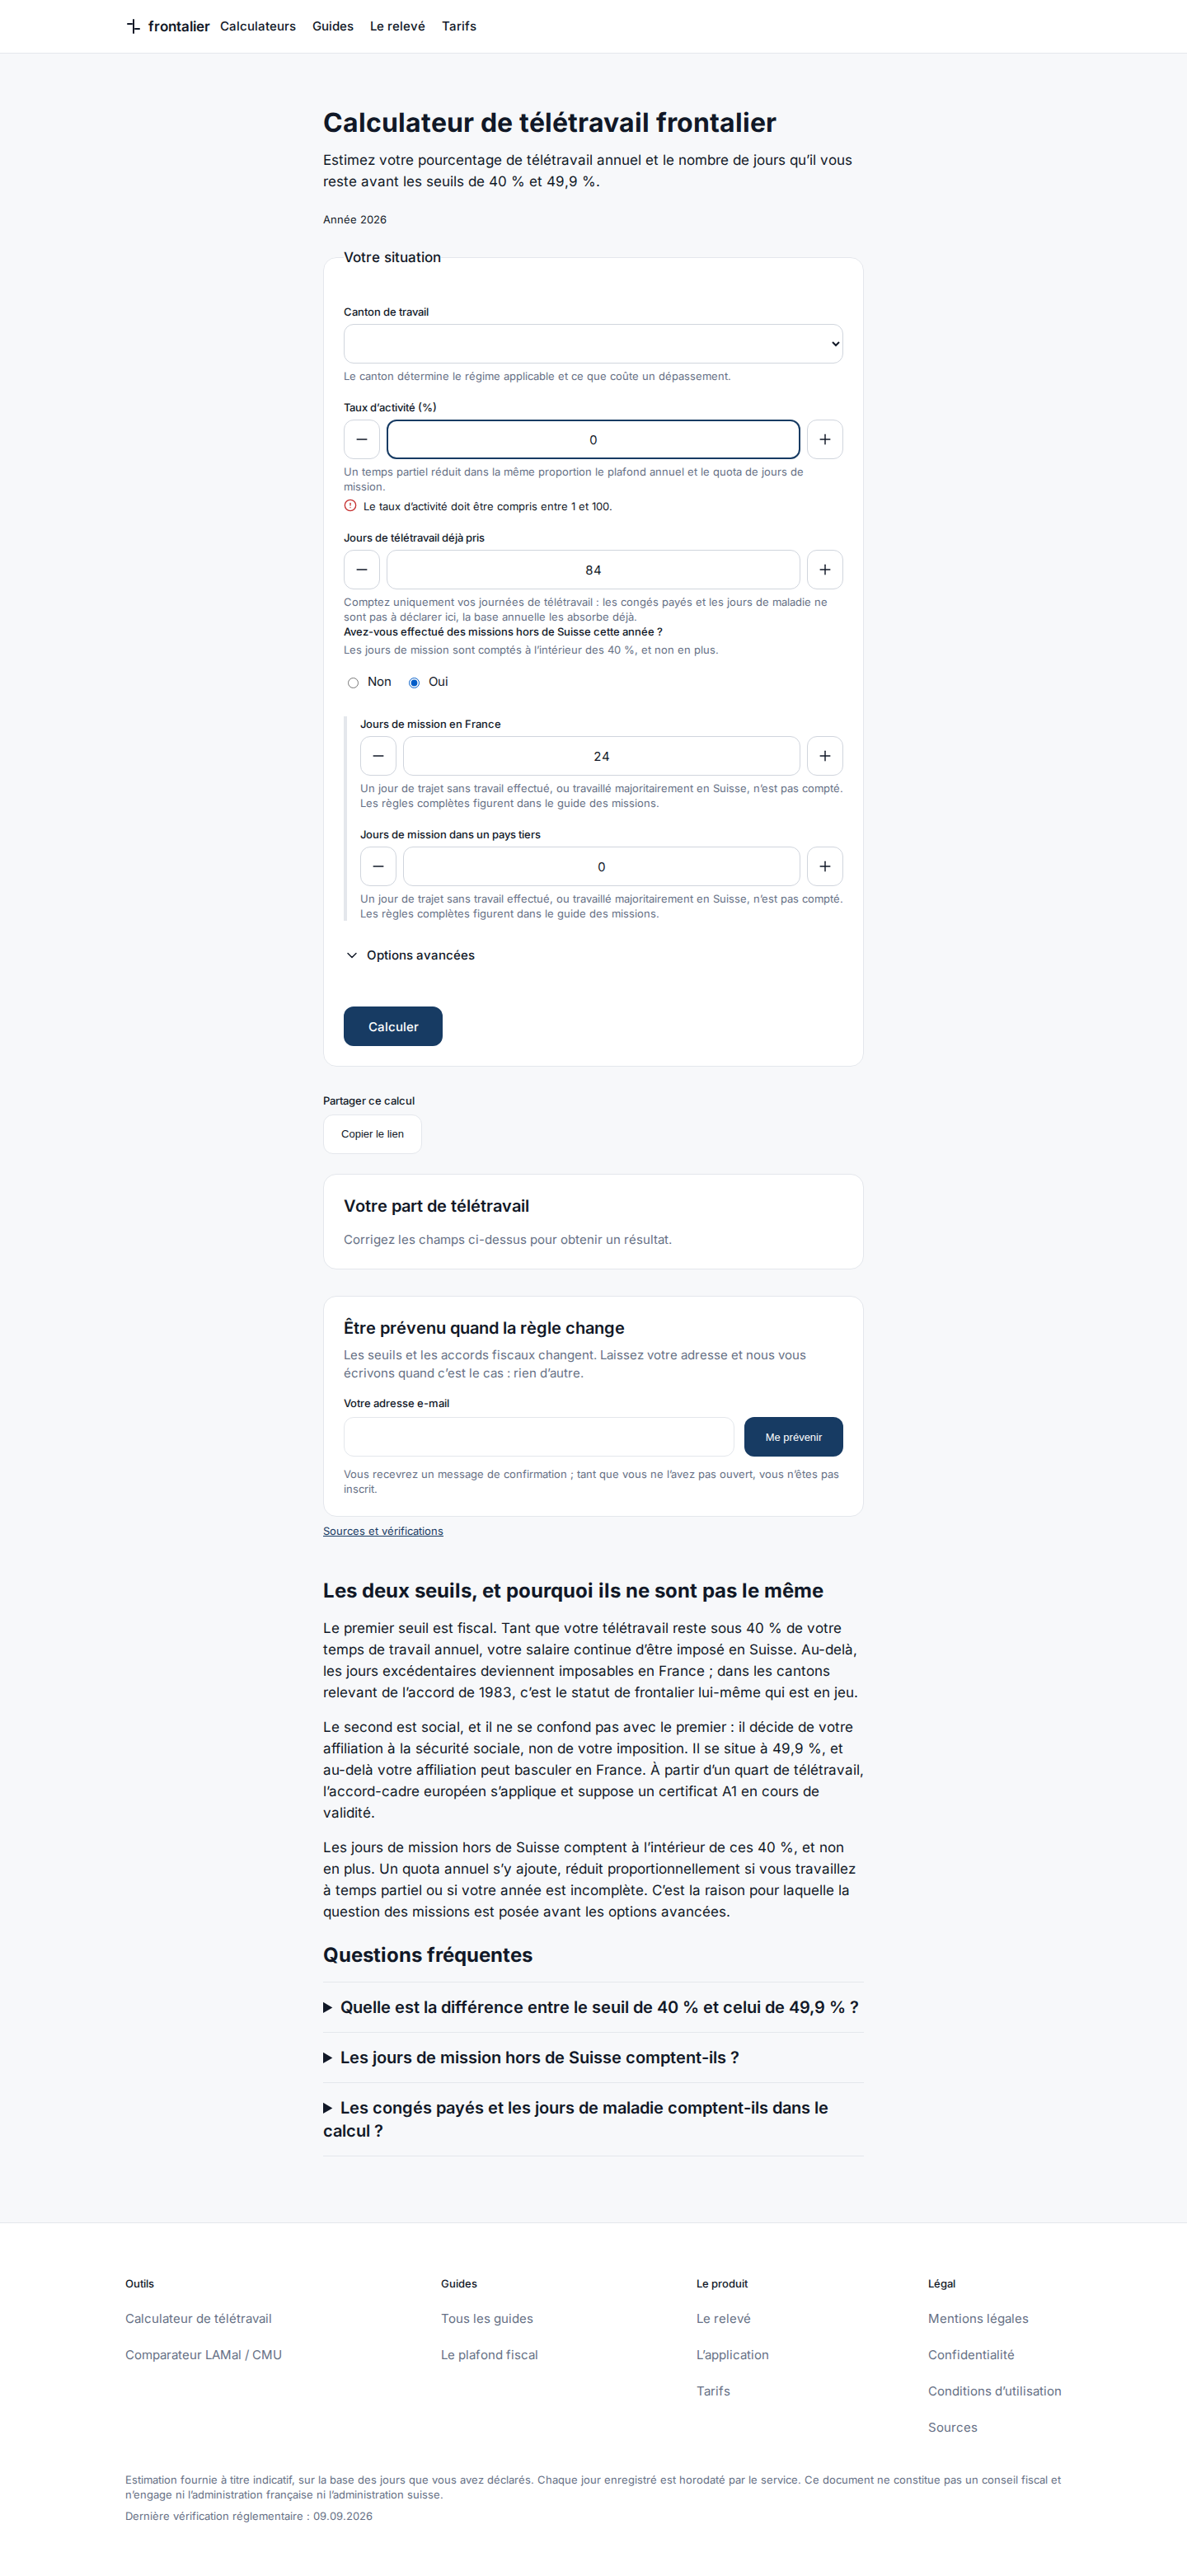 frontalier Calculateurs Guides Le relevé Tarifs
Calculateur de télétravail frontalier
Estimez votre pourcentage de télétravail annuel et le nombre de jours qu’il vous
reste avant les seuils de 40 % et 49,9 %.
Année 2026
Votre situation
Canton de travail
Le canton détermine le régime applicable et ce que coûte un dépassement.
Taux d’activité (%)
0
Un temps partiel réduit dans la même proportion le plafond annuel et le quota de jours de
mission.
Le taux d’activité doit être compris entre 1 et 100.
Jours de télétravail déjà pris
84
Comptez uniquement vos journées de télétravail : les congés payés et les jours de maladie ne
sont pas à déclarer ici, la base annuelle les absorbe déjà.
Avez-vous effectué des missions hors de Suisse cette année ?
Les jours de mission sont comptés à l’intérieur des 40 %, et non en plus.
Non Oui
Jours de mission en France
24
Un jour de trajet sans travail effectué, ou travaillé majoritairement en Suisse, n’est pas compté.
Les règles complètes figurent dans le guide des missions.
Jours de mission dans un pays tiers
0
Un jour de trajet sans travail effectué, ou travaillé majoritairement en Suisse, n’est pas compté.
Les règles complètes figurent dans le guide des missions.
Options avancées
Calculer
Partager ce calcul
Copier le lien
Votre part de télétravail
Corrigez les champs ci-dessus pour obtenir un résultat.
Être prévenu quand la règle change
Les seuils et les accords fiscaux changent. Laissez votre adresse et nous vous
écrivons quand c’est le cas : rien d’autre.
Votre adresse e-mail
Me prévenir
Vous recevrez un message de confirmation ; tant que vous ne l’avez pas ouvert, vous n’êtes pas
inscrit.
Sources et vérifications
Les deux seuils, et pourquoi ils ne sont pas le même
Le premier seuil est fiscal. Tant que votre télétravail reste sous 40 % de votre
temps de travail annuel, votre salaire continue d’être imposé en Suisse. Au-delà,
les jours excédentaires deviennent imposables en France ; dans les cantons
relevant de l’accord de 1983, c’est le statut de frontalier lui-même qui est en jeu.
Le second est social, et il ne se confond pas avec le premier : il décide de votre
affiliation à la sécurité sociale, non de votre imposition. Il se situe à 49,9 %, et
au-delà votre affiliation peut basculer en France. À partir d’un quart de télétravail,
l’accord-cadre européen s’applique et suppose un certificat A1 en cours de
validité.
Les jours de mission hors de Suisse comptent à l’intérieur de ces 40 %, et non
en plus. Un quota annuel s’y ajoute, réduit proportionnellement si vous travaillez
à temps partiel ou si votre année est incomplète. C’est la raison pour laquelle la
question des missions est posée avant les options avancées.
Questions fréquentes
Quelle est la différence entre le seuil de 40 % et celui de 49,9 % ?
Les jours de mission hors de Suisse comptent-ils ?
Les congés payés et les jours de maladie comptent-ils dans le
calcul ?
Outils Guides Le produit Légal
Calculateur de télétravail Tous les guides Le relevé Mentions légales
Comparateur LAMal / CMU Le plafond fiscal L’application Confidentialité
Tarifs Conditions d’utilisation
Sources
Estimation fournie à titre indicatif, sur la base des jours que vous avez déclarés. Chaque jour enregistré est horodaté par le service. Ce document ne constitue pas un conseil fiscal et
n’engage ni l’administration française ni l’administration suisse.
Dernière vérification réglementaire : 09.09.2026